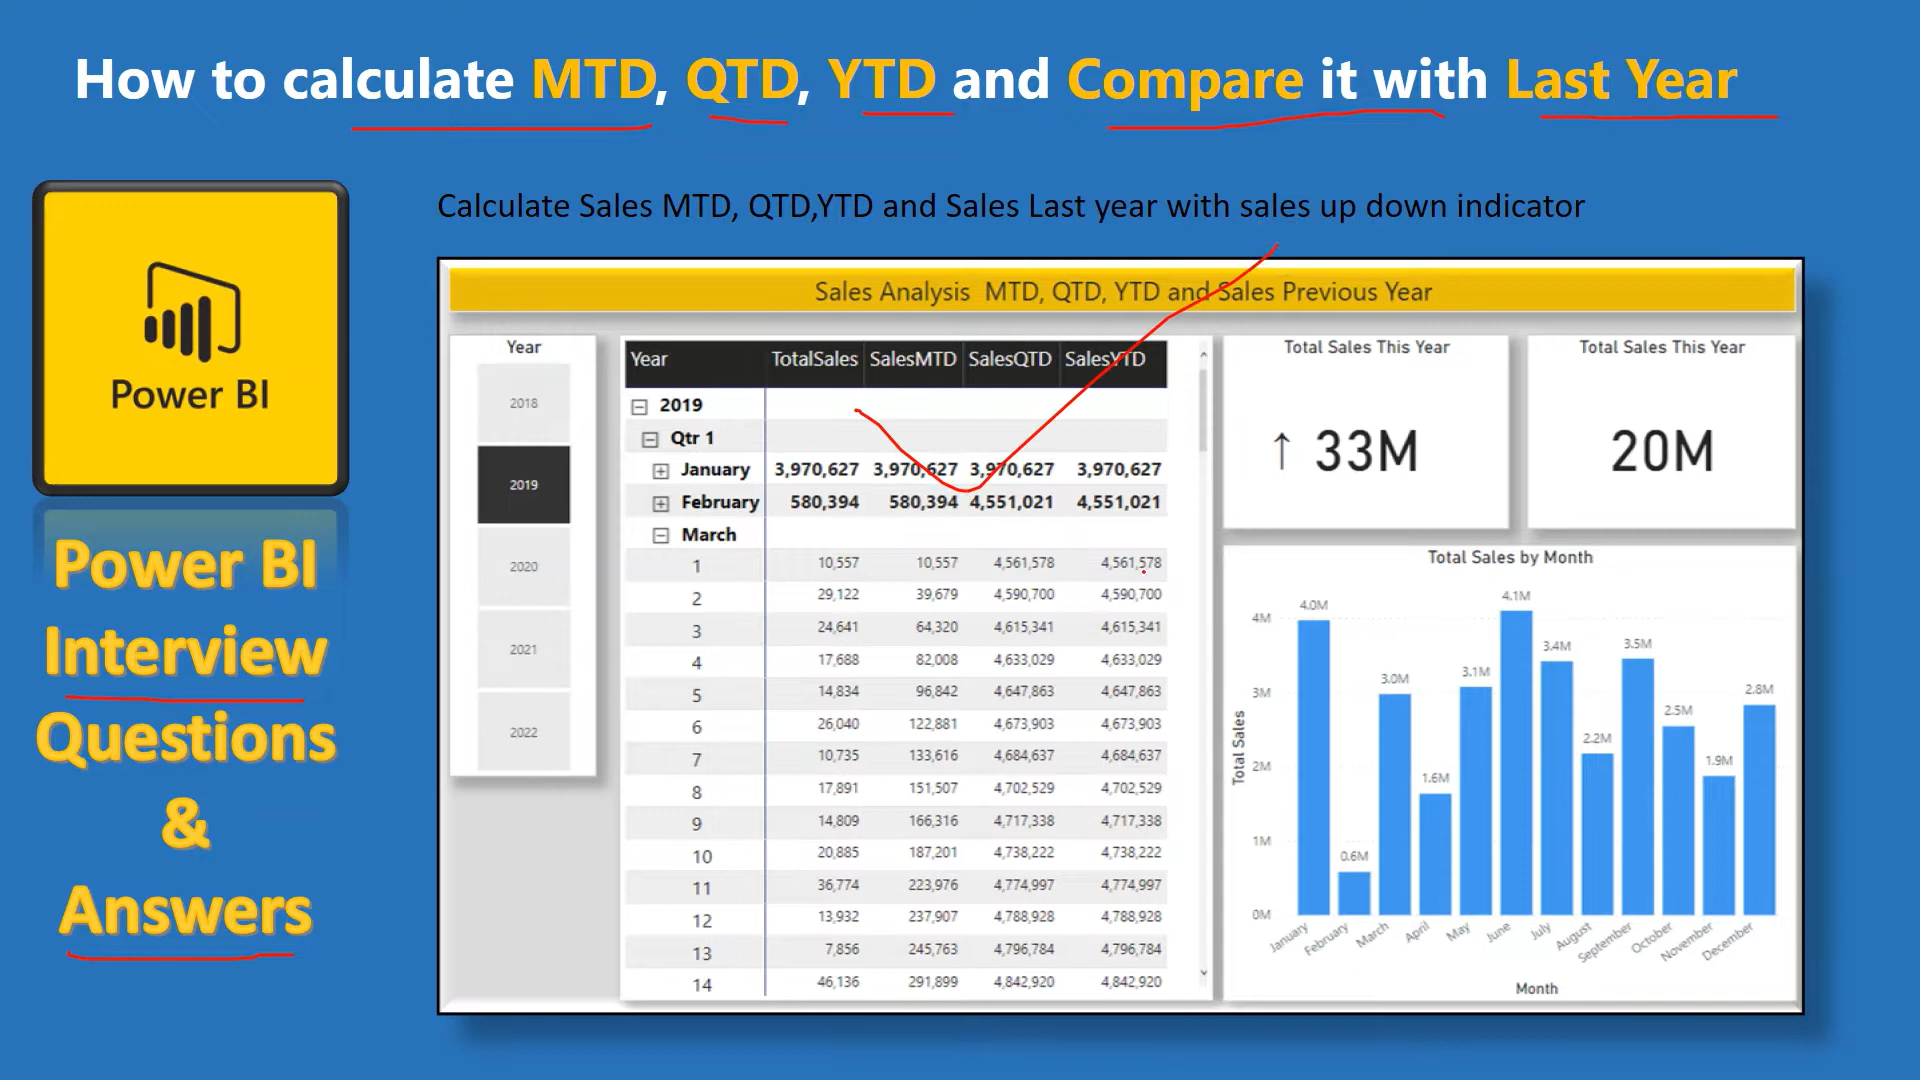 How to calculate MTD, QTD, YTD and Compare it with Last Year
Calculate Sales MTD, QTD,YTD and Sales Last year with sales up down indicator
Power BI
Power BI
Interview
Questions
&
Answers
Sales Analysis MTD, QTD, YTD and Sales Previous Year
Year
2018
2019
2020
2021
2022
Year TotalSales SalesMTD SalesQTD SalesYTD
2019
Qtr 1
January 3,970,627 3,970,627 3,970,627 3,970,627
February 580,394 580,394 4,551,021 4,551,021
March
1 10,557 10,557 4,561,578 4,561,578
2 29,122 39,679 4,590,700 4,590,700
3 24,641 64,320 4,615,341 4,615,341
4 17,688 82,008 4,633,029 4,633,029
5 14,834 96,842 4,647,863 4,647,863
6 26,040 122,881 4,673,903 4,673,903
7 10,735 133,616 4,684,637 4,684,637
8 17,891 151,507 4,702,529 4,702,529
9 14,809 166,316 4,717,338 4,717,338
10 20,885 187,201 4,738,222 4,738,222
11 36,774 223,976 4,774,997 4,774,997
12 13,932 237,907 4,788,928 4,788,928
13 7,856 245,763 4,796,784 4,796,784
14 46,136 291,899 4,842,920 4,842,920
Total Sales This Year
↑ 33M
Total Sales This Year
20M
Total Sales by Month
Total Sales
4M
3M
2M
1M
0M
4.0M
0.6M
3.0M
1.6M
3.1M
4.1M
3.4M
2.2M
3.5M
2.5M
1.9M
2.8M
January
February
March
April
May
June
July
August
September
October
November
December
Month